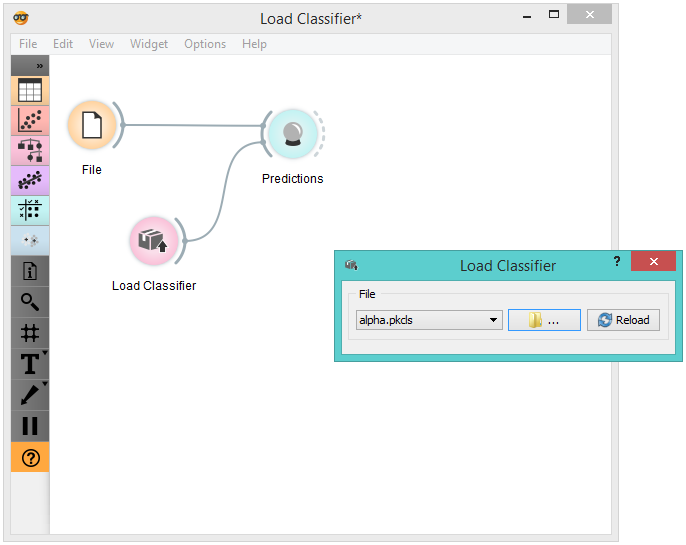 Load Classifier*
File Edit View Widget Options Help
»
File
Predictions
Load Classifier
Load Classifier
?
File
alpha.pkcls
...
Reload
T
?